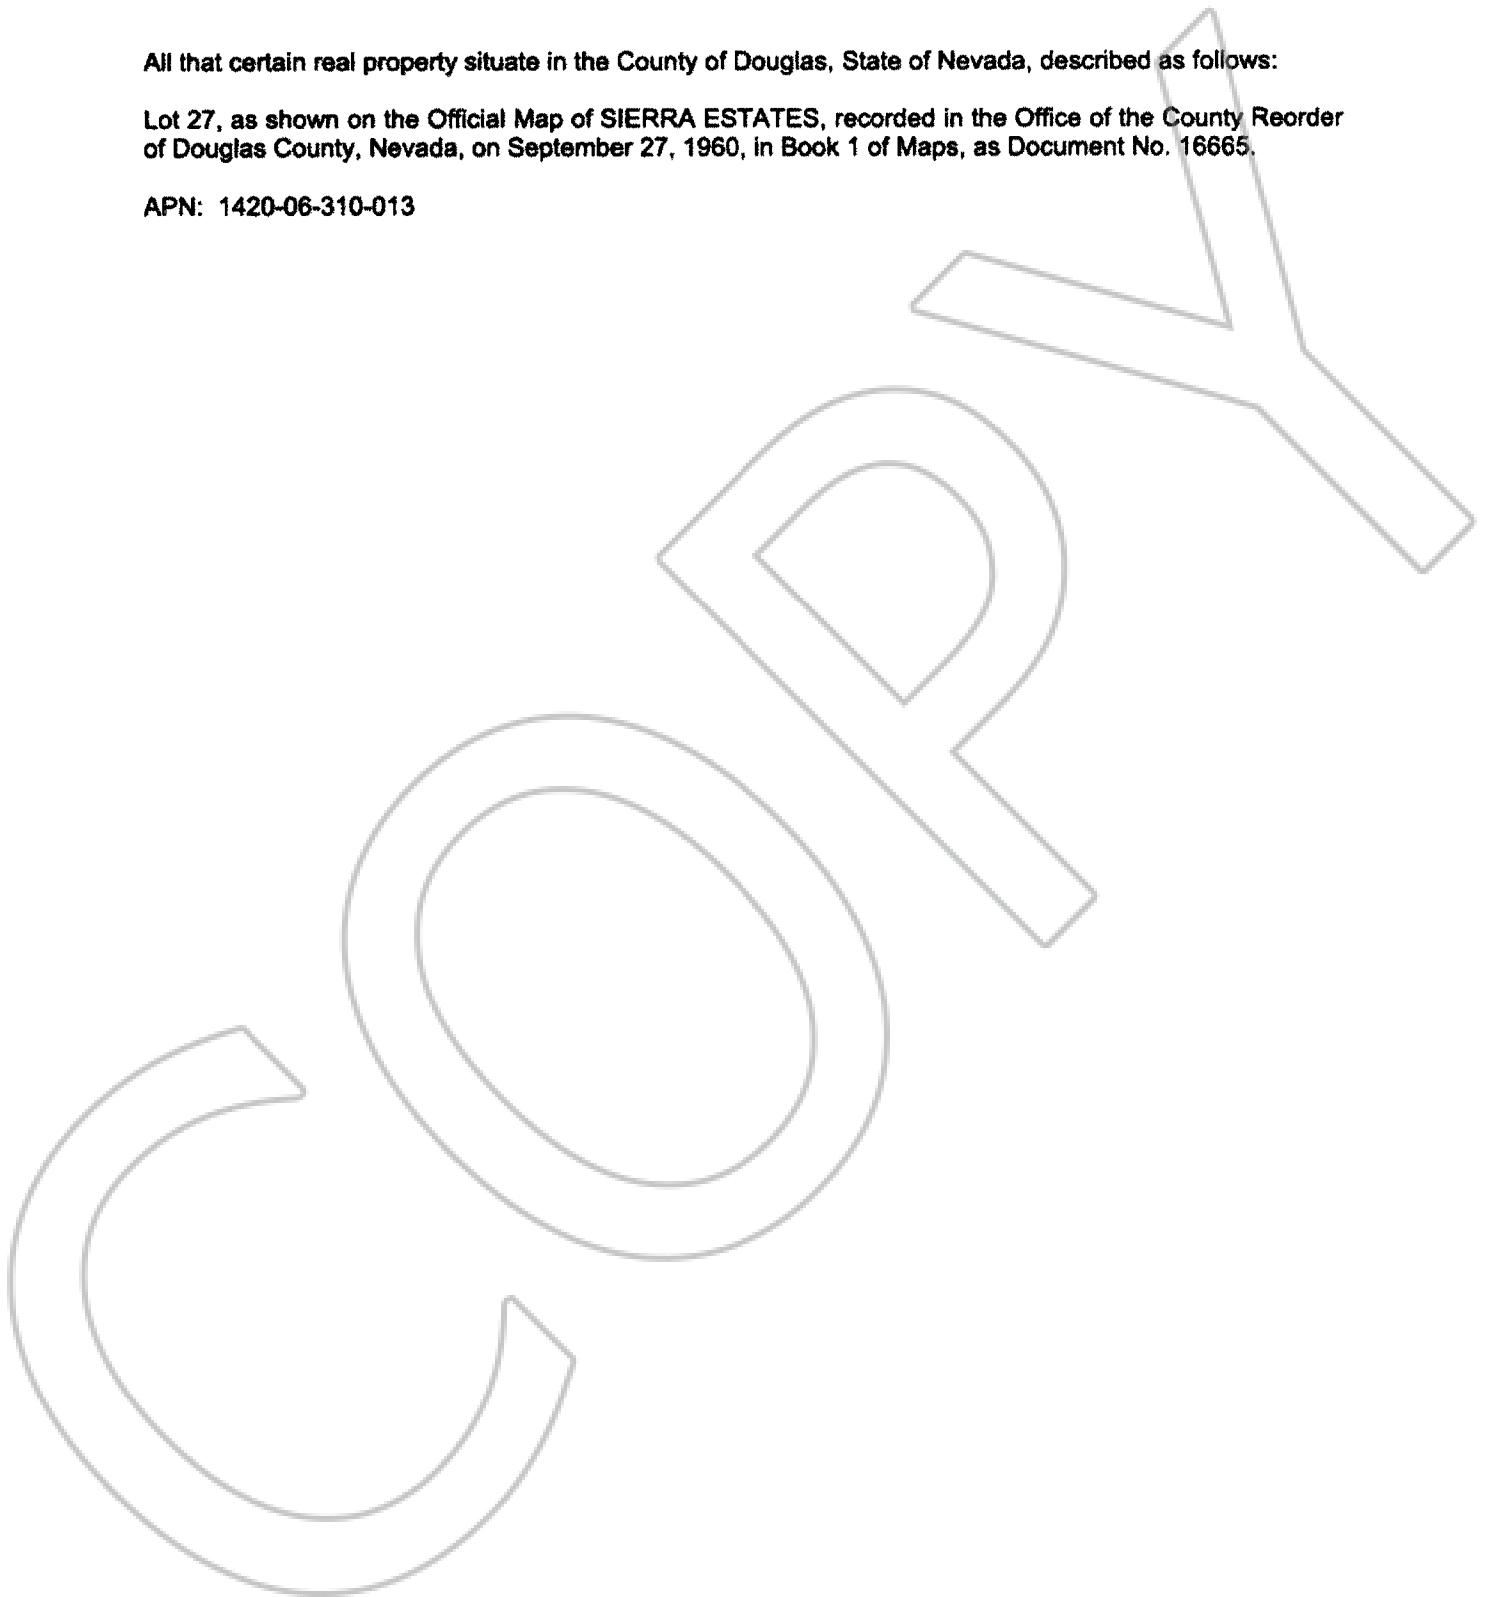 All that certain real property situate in the County of Douglas, State of Nevada, described as follows:
Lot 27, as shown on the Official Map of SIERRA ESTATES, recorded in the Office of the County Reorder
of Douglas County, Nevada, on September 27, 1960, in Book 1 of Maps, as Document No. 16665.
APN: 1420-06-310-013
COPY